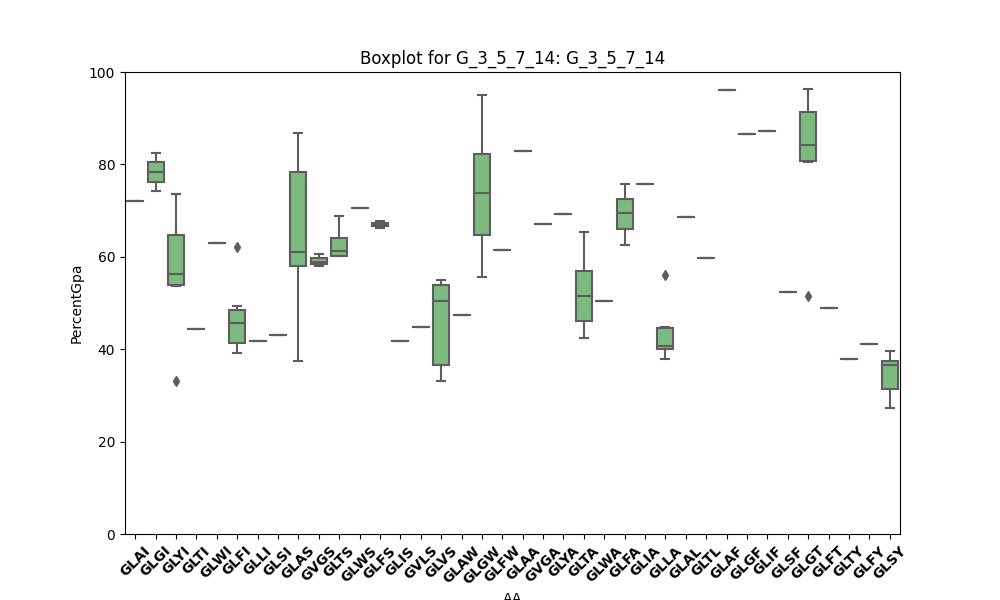 Boxplot for G_3_5_7_14: G_3_5_7_14
100
80
60
40
20
0
PercentGpa
GLAI GLGI GLYI GLTI GLWI GLFI GLLI GLSI GLAS GVGS GLTS GLWS GLFS GLIS GVLS GLVS GLAW GLGW GLFW GLAA GVGA GLYA GLTA GLWA GLFA GLIA GLLA GLAL GLTL GLAF GLGF GLIF GLSF GLGT GLFT GLTY GLFY GLSY
AA